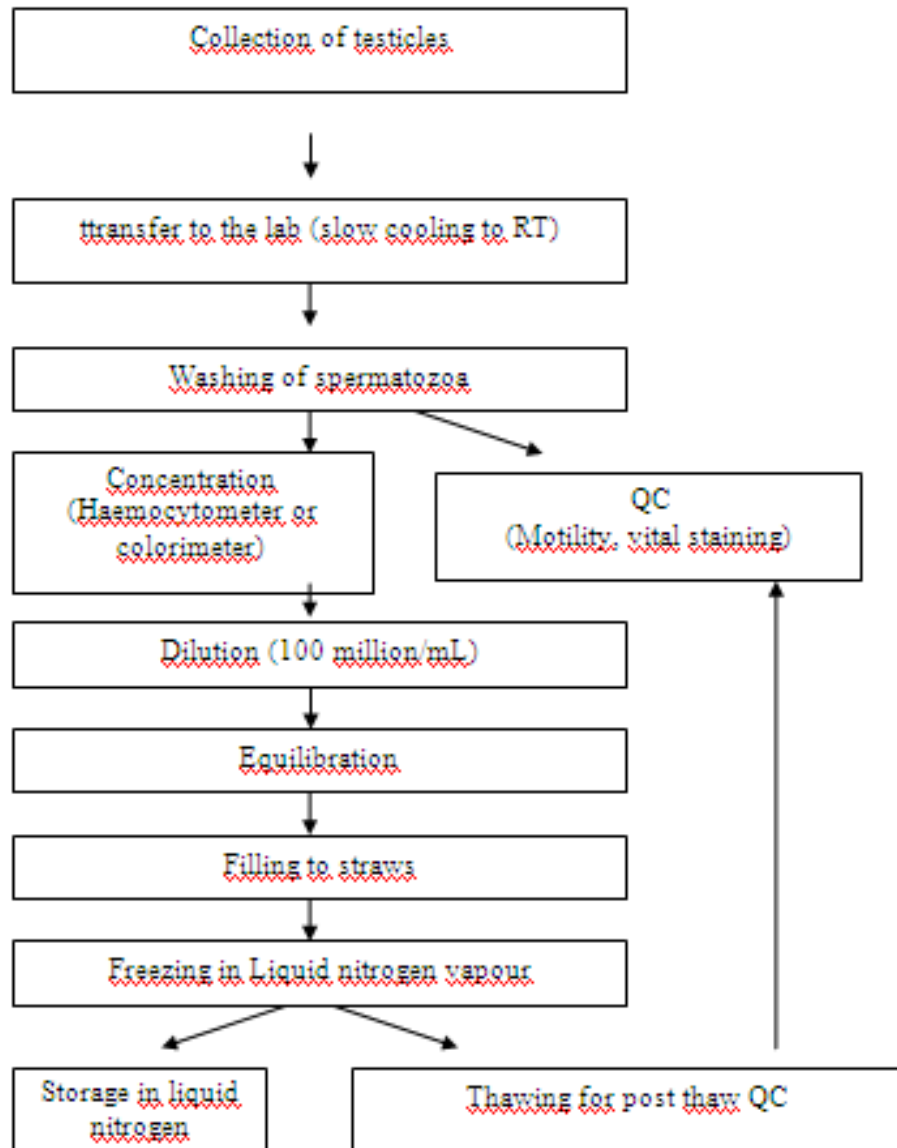 Collection of testicles
ttransfer to the lab (slow cooling to RT)
Washing of spermatozoa
Concentration
(Haemocytometer or
colorimeter)
QC
(Motility, vital staining)
Dilution (100 million/mL)
Equilibration
Filling to straws
Freezing in Liquid nitrogen vapour
Storage in liquid
nitrogen
Thawing for post thaw QC